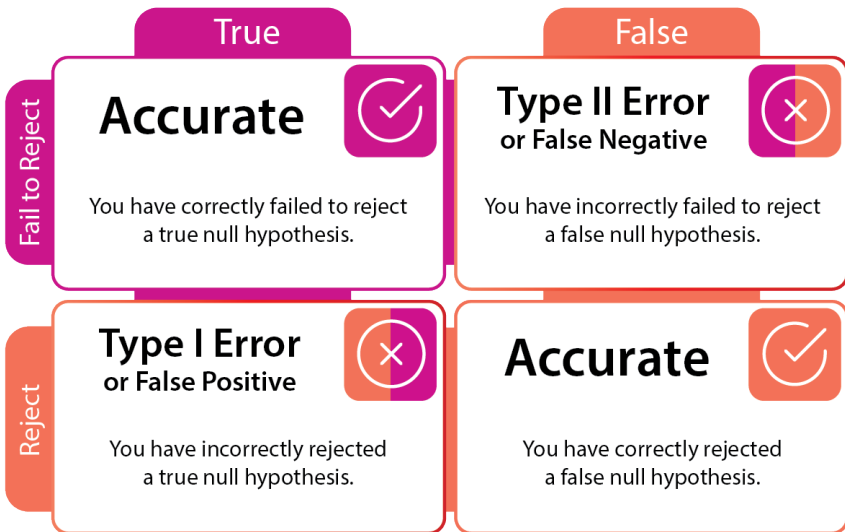 True
False
Fail to Reject
Accurate
You have correctly failed to reject
a true null hypothesis.
Type II Error
or False Negative
You have incorrectly failed to reject
a false null hypothesis.
Reject
Type I Error
or False Positive
You have incorrectly rejected
a true null hypothesis.
Accurate
You have correctly rejected
a false null hypothesis.